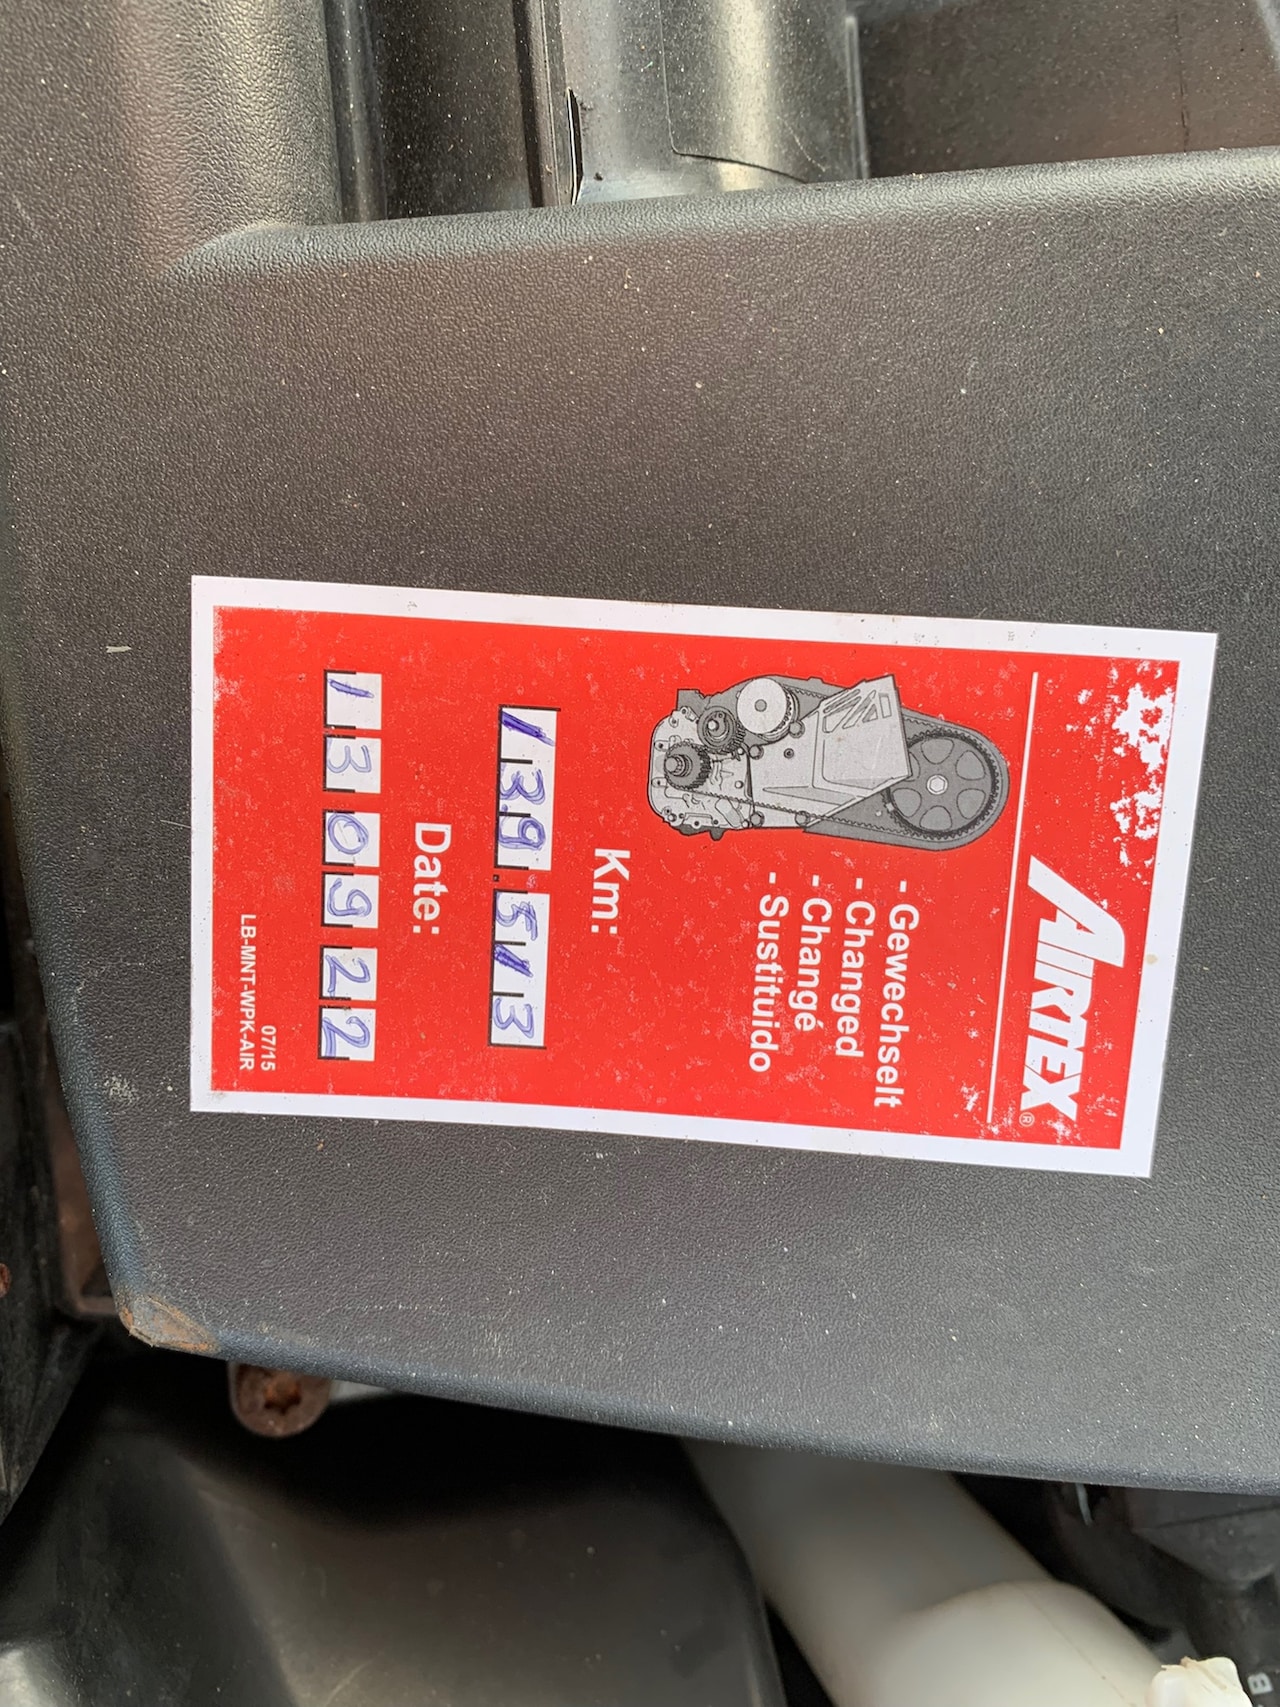 AIRTEX®
- Gewechselt
- Changed
- Changé
- Sustituido
Km:
139.513
Date:
130922
07/15
LB-MNT-WPK-AIR